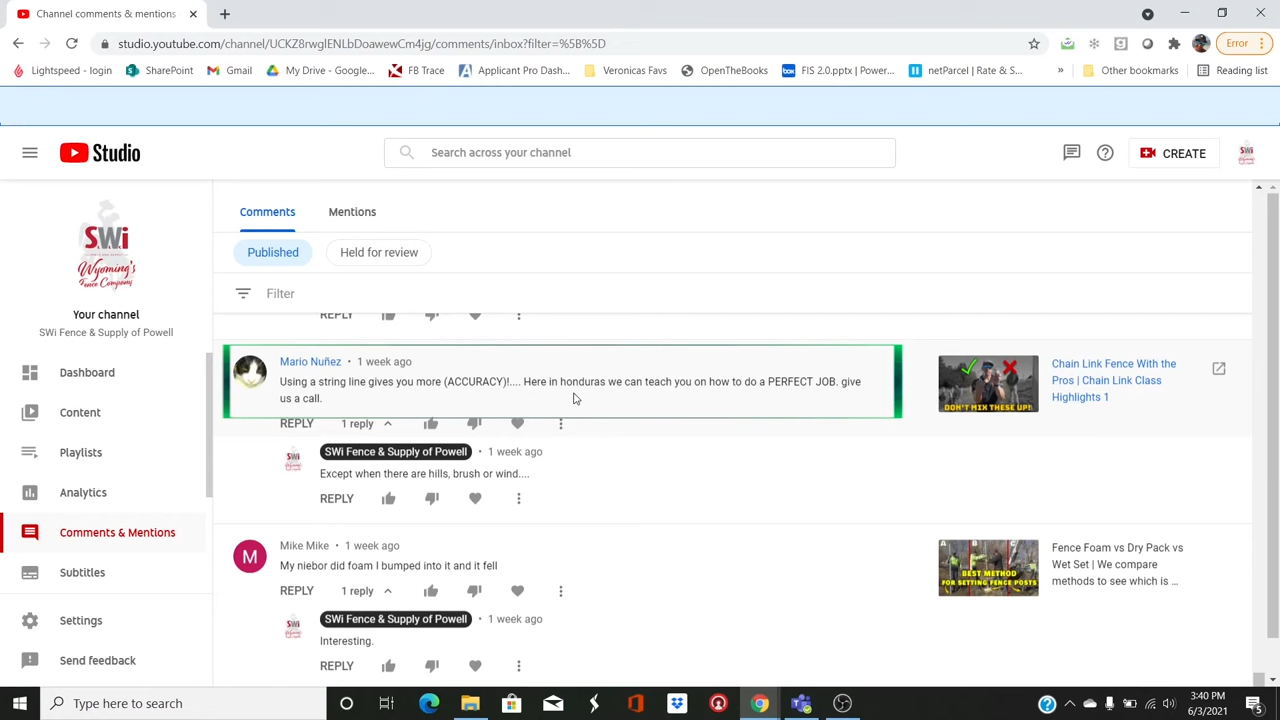 Channel comments & mentions
studio.youtube.com/channel/UCKZ8rwglENLbDɑawewCm4jg/comments/inbox?filter=%5B%5D
Error
Lightspeed - login
SharePoint
Gmail
My Drive - Google...
FB Trace
Applicant Pro Dash...
Veronicas Favs
OpenTheBooks
FIS 2.0.pptx | Power...
netParcel | Rate & S...
»
Other bookmarks
Reading list
Studio
Search across your channel
CREATE
SWi
Wyoming's
Fence Company
Your channel
SWi Fence & Supply of Powell
Dashboard
Content
Playlists
Analytics
Comments & Mentions
Subtitles
Settings
Send feedback
Comments
Mentions
Published
Held for review
Filter
REPLY
Mario Nuñez • 1 week ago
Using a string line gives you more (ACCURACY)!.... Here in honduras we can teach you on how to do a PERFECT JOB. give
us a call.
REPLY 1 reply
DON'T MIX THESE UP!
Chain Link Fence With the
Pros | Chain Link Class
Highlights 1
SWi Fence & Supply of Powell • 1 week ago
Except when there are hills, brush or wind....
REPLY
M
Mike Mike • 1 week ago
My niebor did foam I bumped into it and it fell
REPLY 1 reply
A B C
BEST METHOD
FOR SETTING FENCE POSTS
Fence Foam vs Dry Pack vs
Wet Set | We compare
methods to see which is ...
SWi Fence & Supply of Powell • 1 week ago
Interesting.
REPLY
Type here to search
3:40 PM
6/3/2021
5